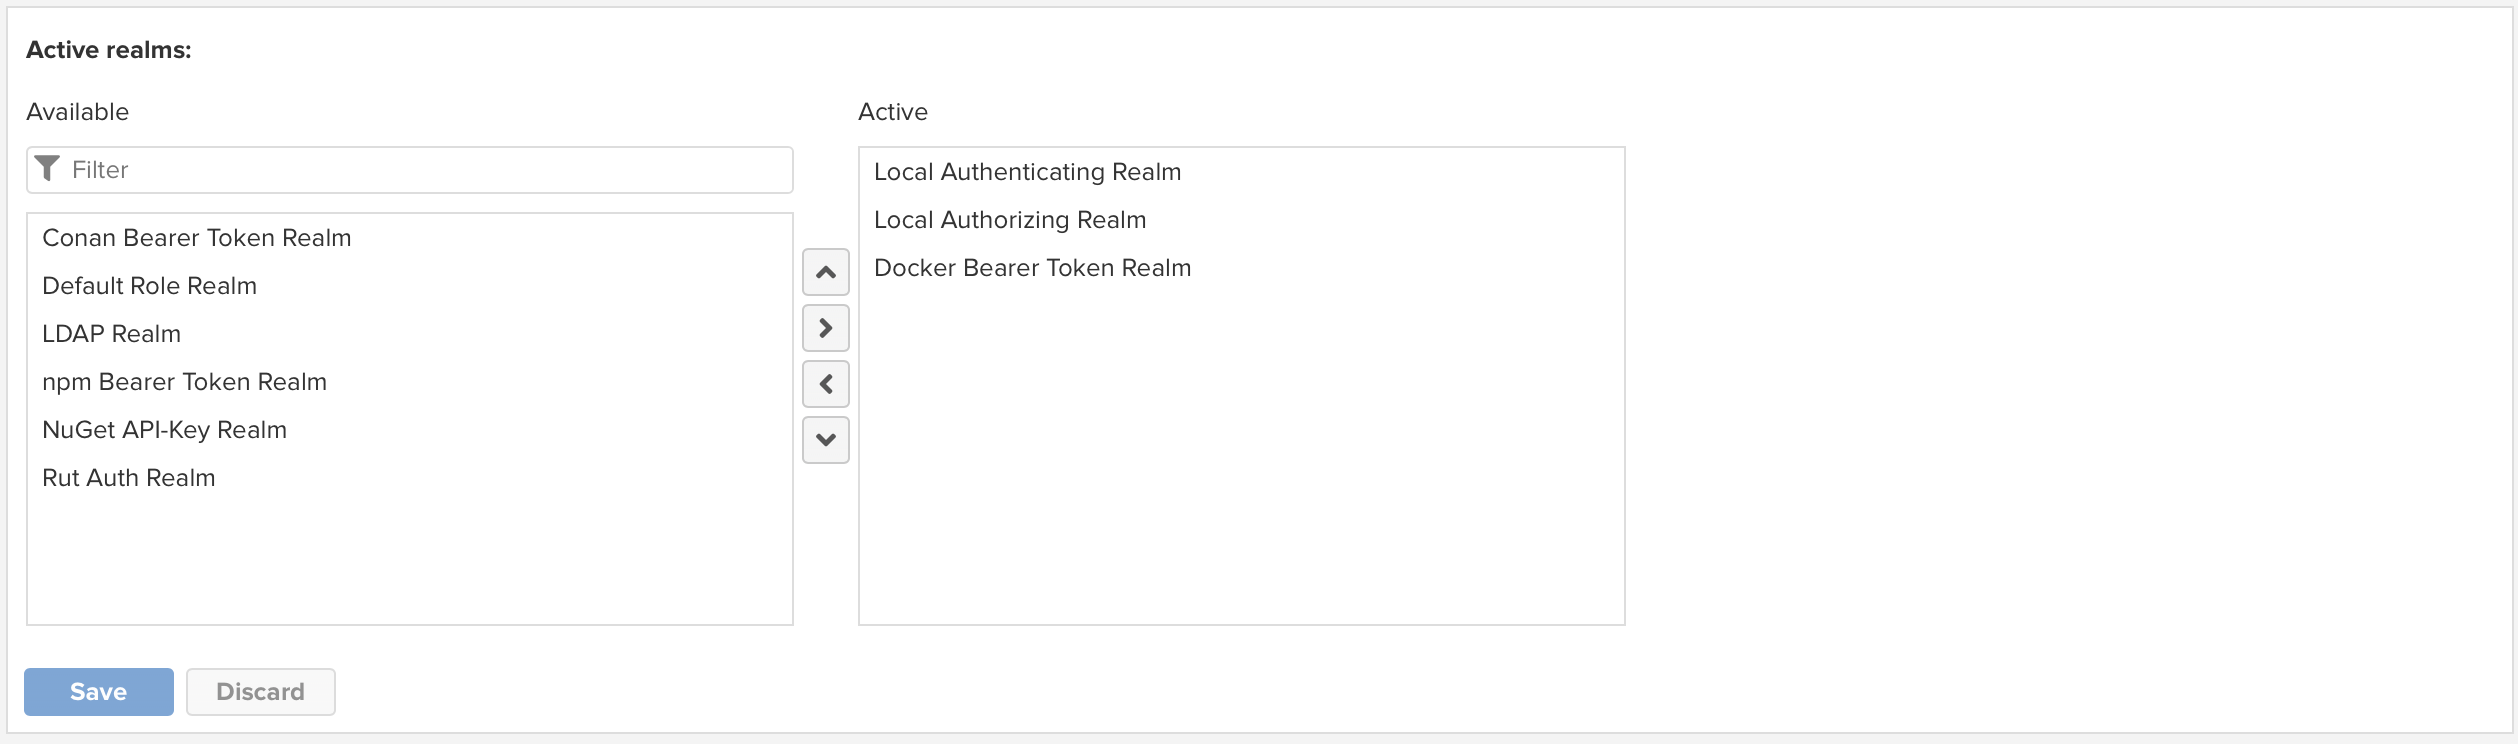 Active realms:
Available
Filter
Conan Bearer Token Realm
Default Role Realm
LDAP Realm
npm Bearer Token Realm
NuGet API-Key Realm
Rut Auth Realm
Active
Local Authenticating Realm
Local Authorizing Realm
Docker Bearer Token Realm
Save
Discard